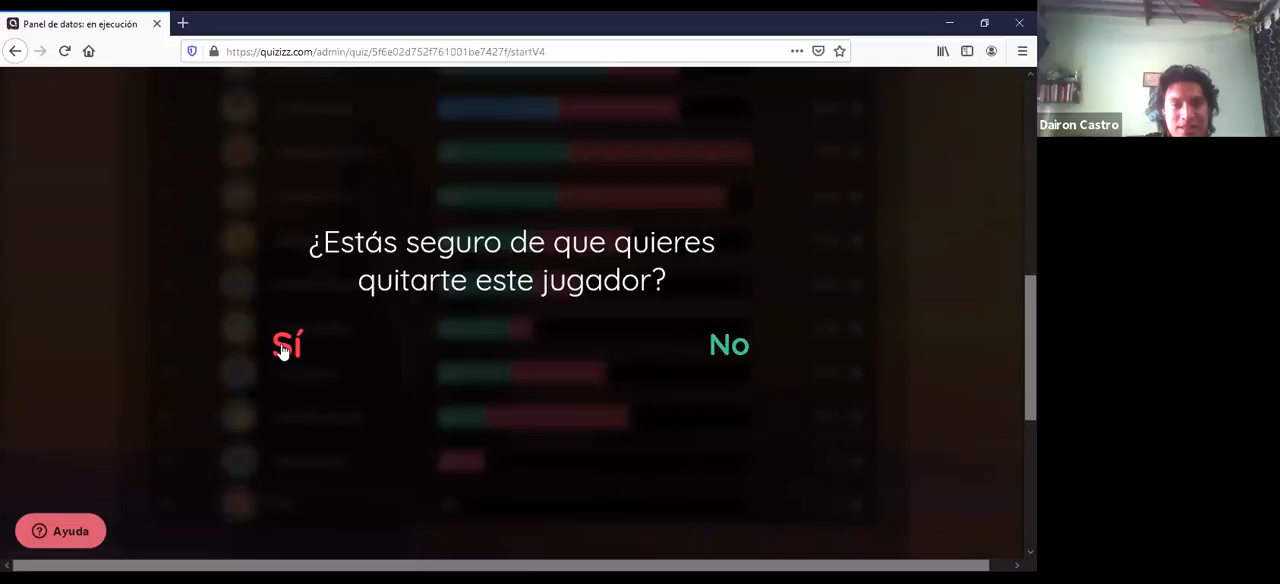 Panel de datos: en ejecución
https://quizizz.com/admin/quiz/5f6e02d752f761001be7427f/startV4
Dairon Castro
¿Estás seguro de que quieres
quitarte este jugador?
Sí
No
Ayuda